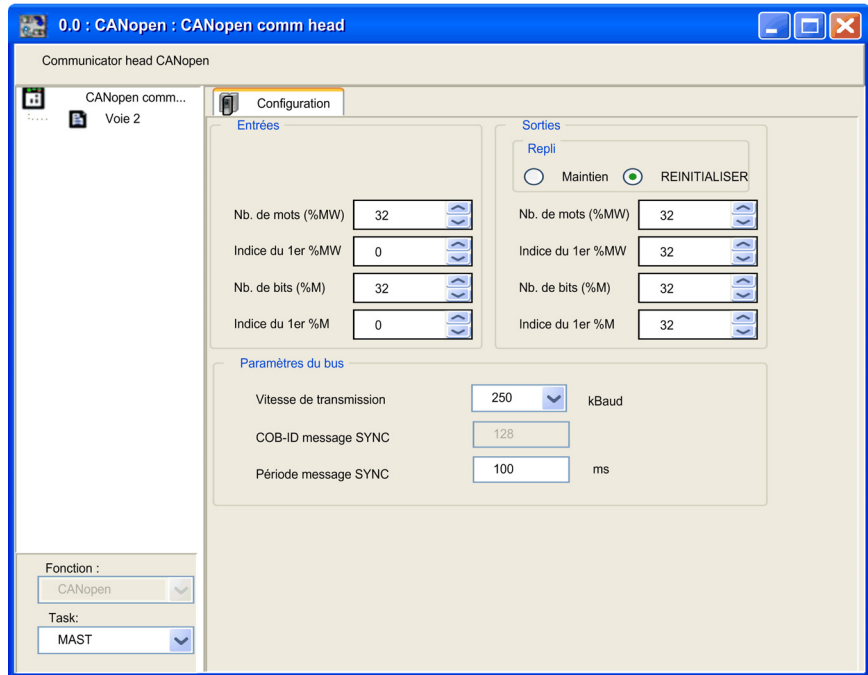 0.0 : CANopen : CANopen comm head
Communicator head CANopen
CANopen comm...
Voie 2
Configuration
Entrées
Nb. de mots (%MW) 32
Indice du 1er %MW 0
Nb. de bits (%M) 32
Indice du 1er %M 0
Sorties
Repli
Maintien REINITIALISER
Nb. de mots (%MW) 32
Indice du 1er %MW 32
Nb. de bits (%M) 32
Indice du 1er %M 32
Paramètres du bus
Vitesse de transmission 250 kBaud
COB-ID message SYNC 128
Période message SYNC 100 ms
Fonction :
CANopen
Task:
MAST